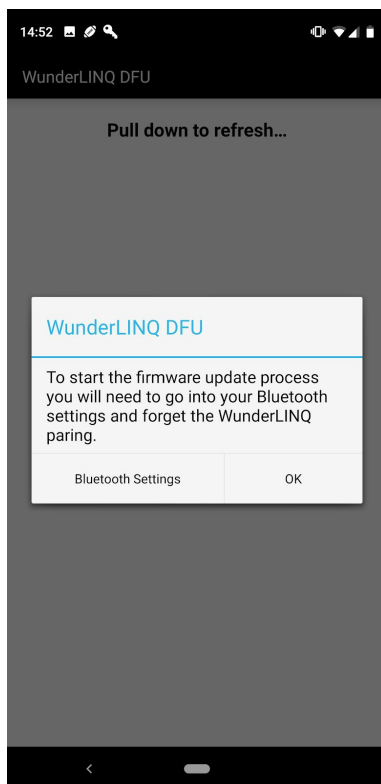 14:52
WunderLINQ DFU
Pull down to refresh...
WunderLINQ DFU
To start the firmware update process
you will need to go into your Bluetooth
settings and forget the WunderLINQ
paring.
Bluetooth Settings OK